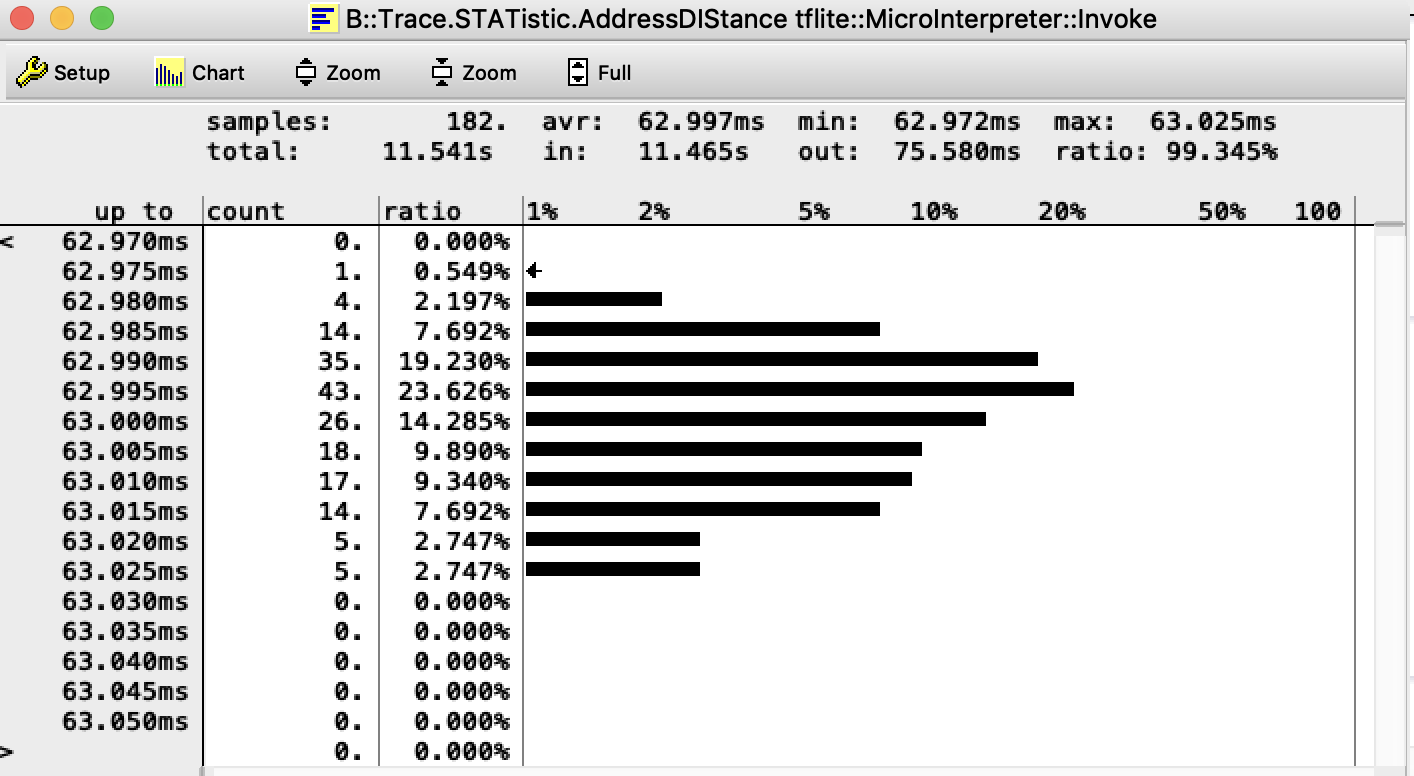 B::Trace.STATistic.AddressDIStance tflite::MicroInterpreter::Invoke
Setup Chart Zoom Zoom Full
samples: 182. avr: 62.997ms min: 62.972ms max: 63.025ms
total: 11.541s in: 11.465s out: 75.580ms ratio: 99.345%
up to count ratio 1% 2% 5% 10% 20% 50% 100
< 62.970ms 0. 0.000%
62.975ms 1. 0.549%
62.980ms 4. 2.197%
62.985ms 14. 7.692%
62.990ms 35. 19.230%
62.995ms 43. 23.626%
63.000ms 26. 14.285%
63.005ms 18. 9.890%
63.010ms 17. 9.340%
63.015ms 14. 7.692%
63.020ms 5. 2.747%
63.025ms 5. 2.747%
63.030ms 0. 0.000%
63.035ms 0. 0.000%
63.040ms 0. 0.000%
63.045ms 0. 0.000%
63.050ms 0. 0.000%
> 0. 0.000%